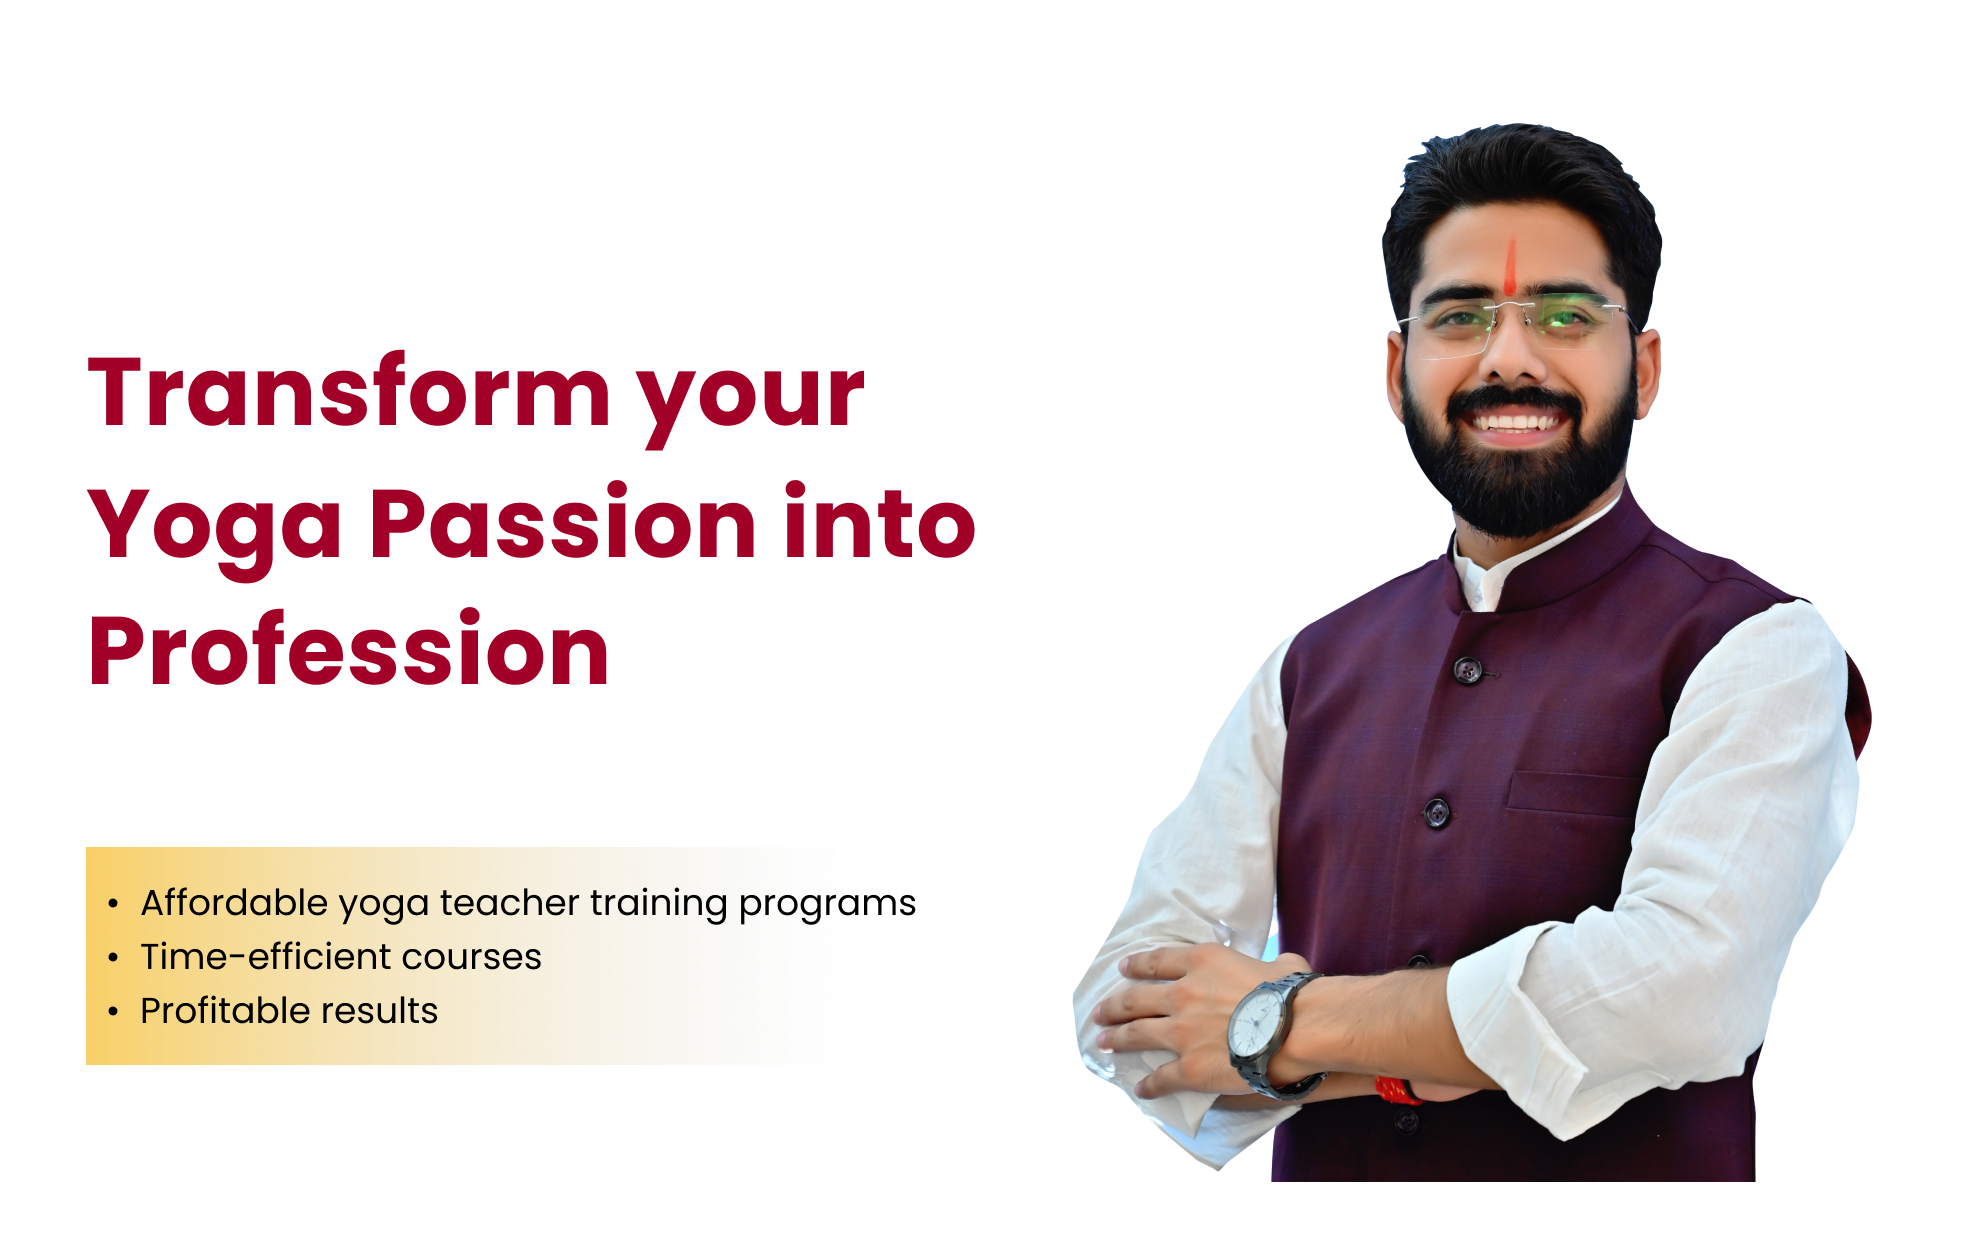 Transform your
Yoga Passion into
Profession
• Affordable yoga teacher training programs
• Time-efficient courses
• Profitable results